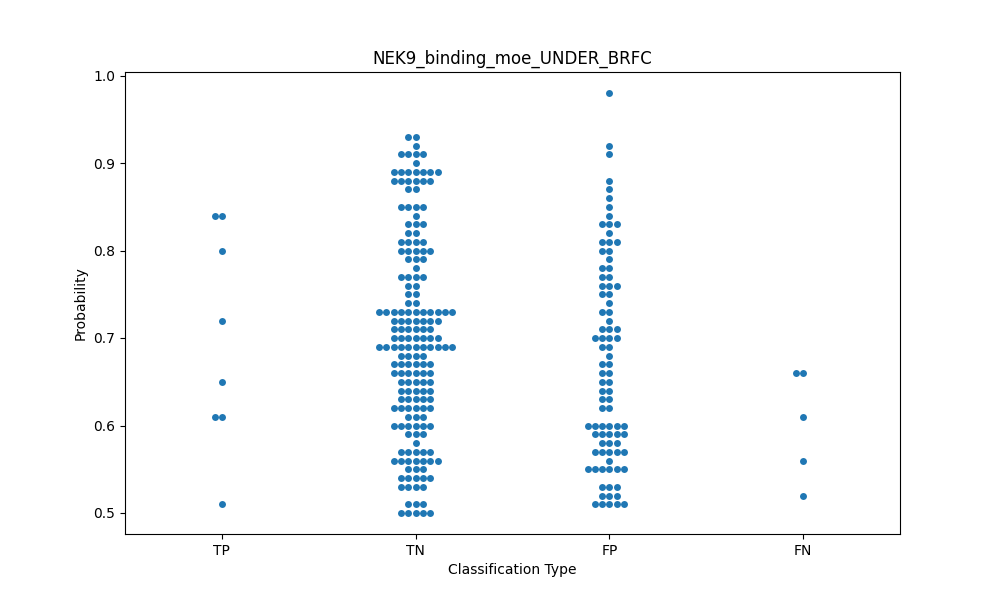 NEK9_binding_moe_UNDER_BRFC
1.0
0.9
0.8
0.7
0.6
0.5
Probability
TP TN FP FN
Classification Type